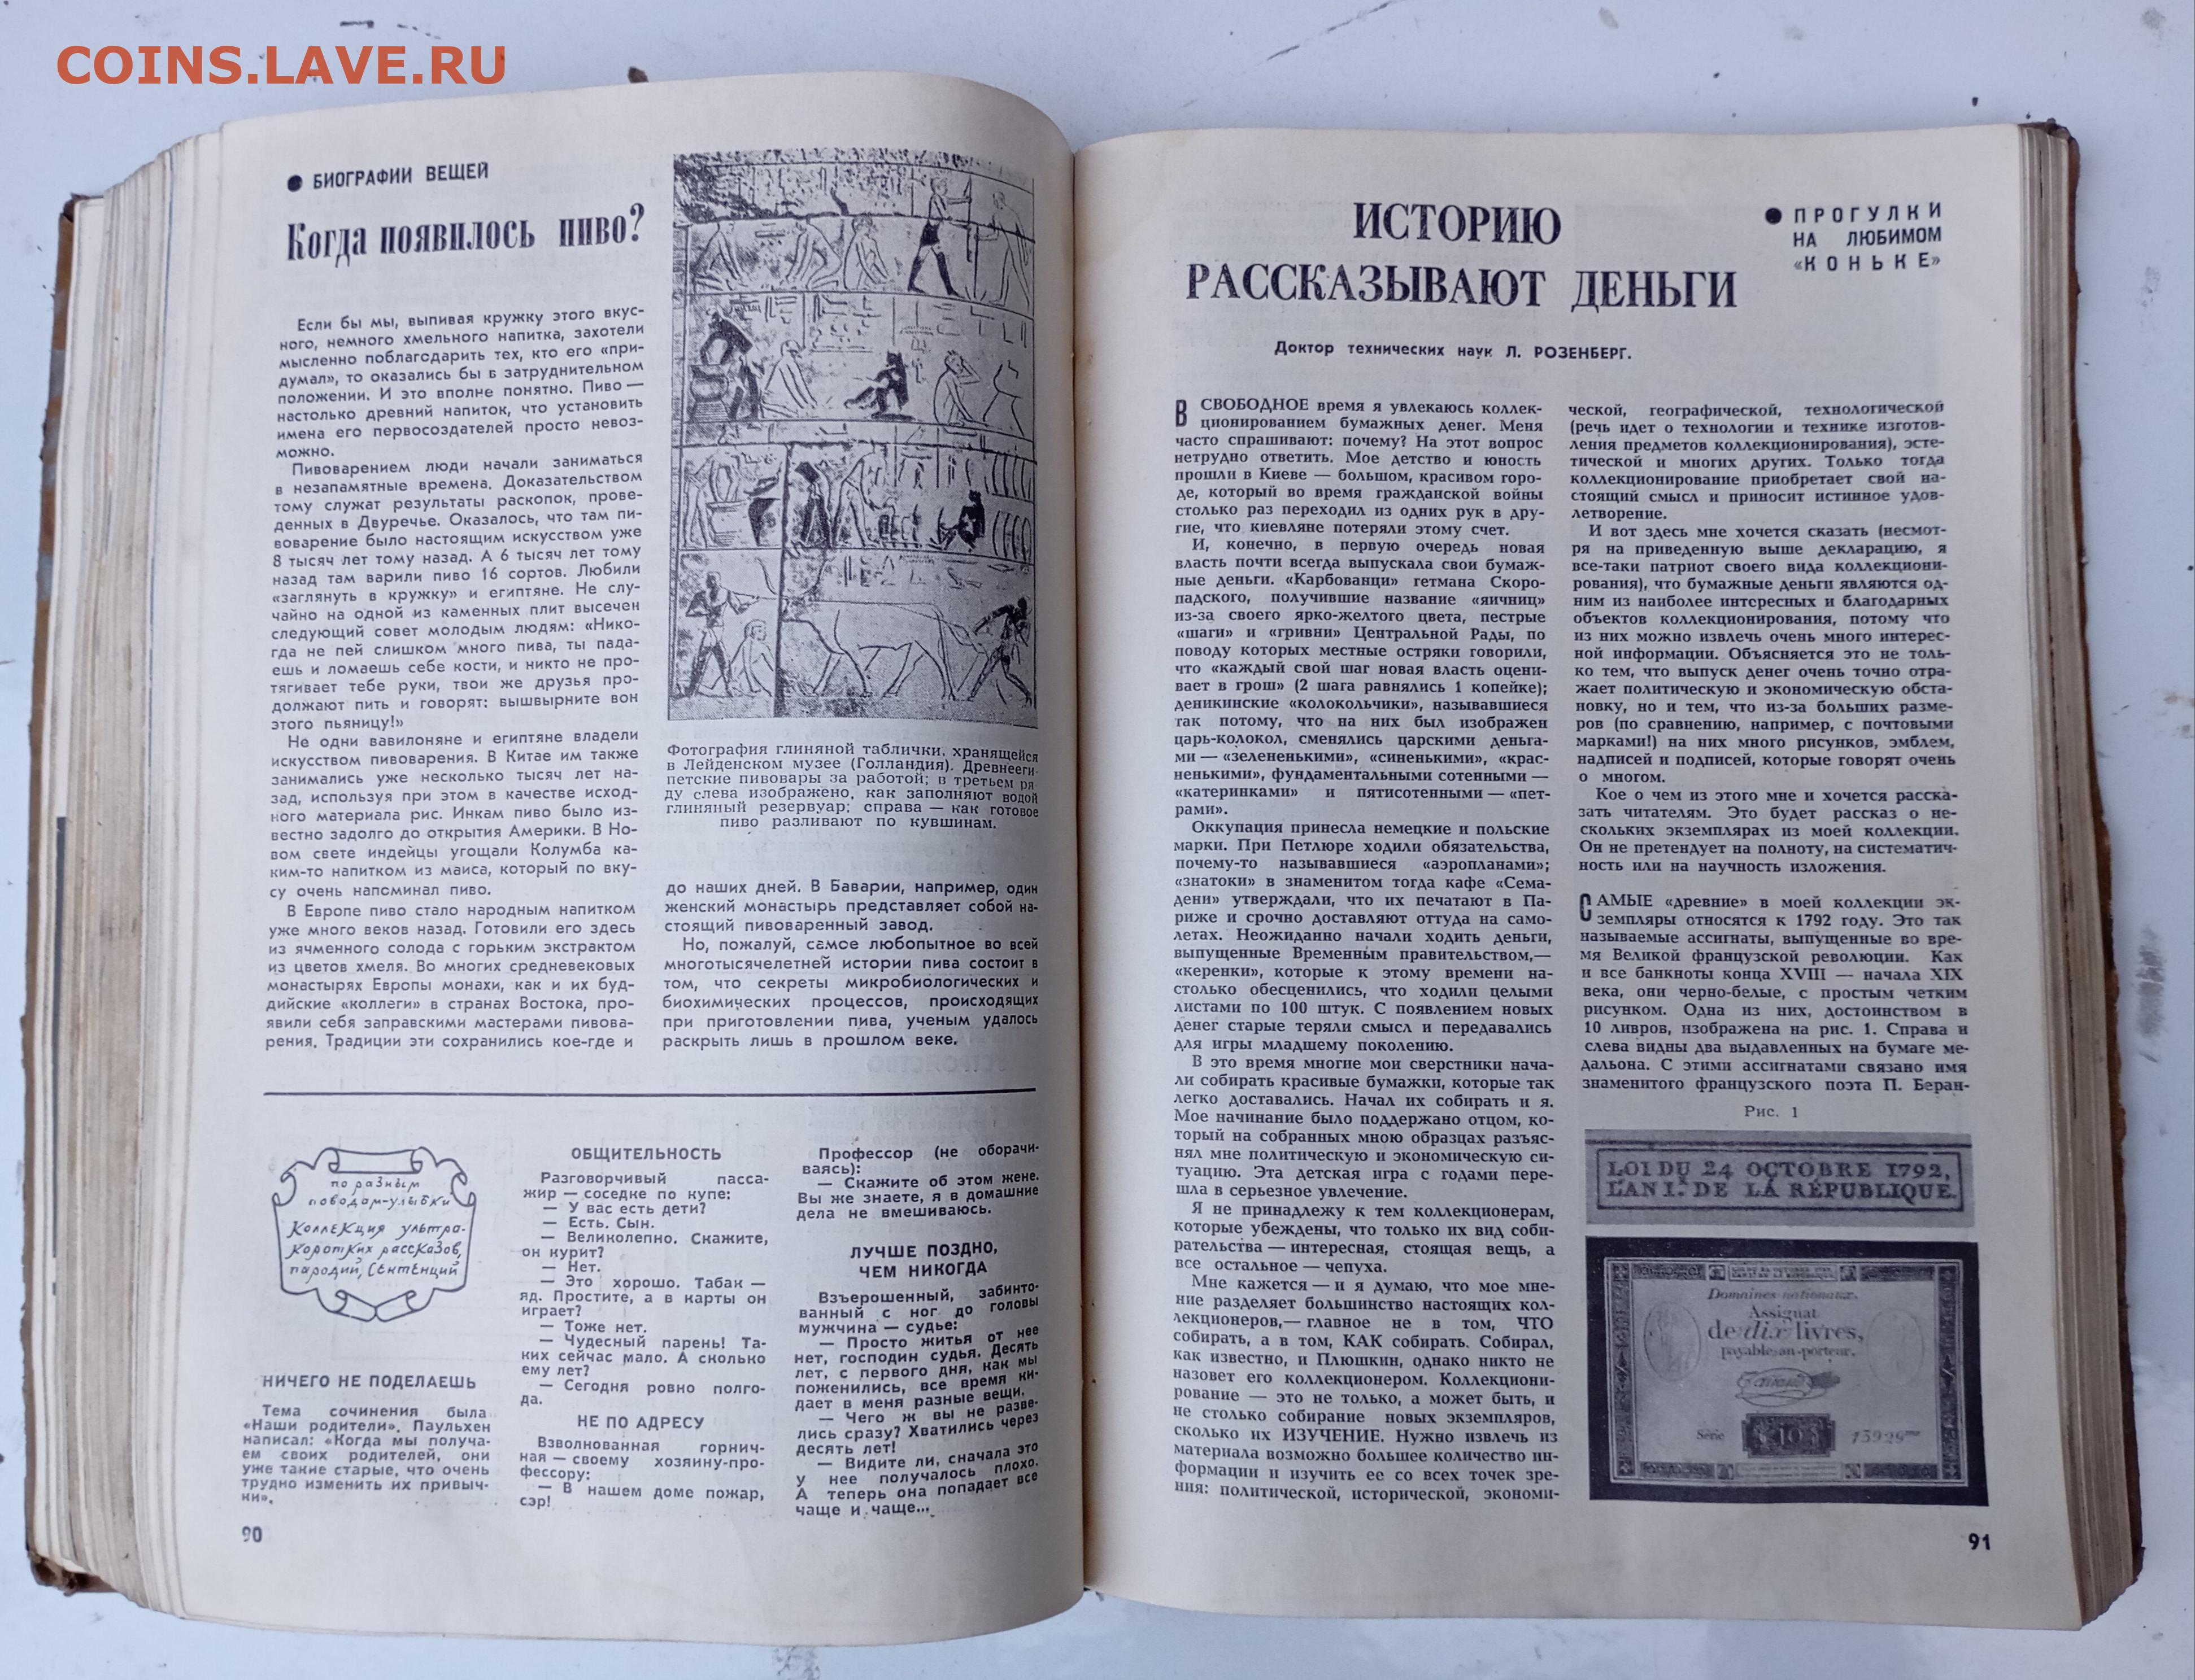 COINS.LAVE.RU
● БИОГРАФИИ ВЕЩЕЙ
Когда появилось пиво?
Если бы мы, выпивая кружку этого вкус-
ного, немного хмельного напитка, захотели
мысленно поблагодарить тех, кто его «при-
думал», то оказались бы в затруднительном
положении. И это вполне понятно. Пиво —
настолько древний напиток, что установить
имена его первосоздателей просто невоз-
можно.
Пивоварением люди начали заниматься
в незапамятные времена. Доказательством
тому служат результаты раскопок, прове-
денных в Двуречье. Оказалось, что там пи-
воварение было настоящим искусством уже
8 тысяч лет тому назад. А 6 тысяч лет тому
назад там варили пиво 16 сортов. Любили
«заглянуть в кружку» и египтяне. Не слу-
чайно на одной из каменных плит высечен
следующий совет молодым людям: «Нико-
гда не пей слишком много пива, ты пада-
ешь и ломаешь себе кости, и никто не про-
тягивает тебе руки, твои же друзья про-
должают пить и говорят: вышвырните вон
этого пьяницу!»
Не одни вавилоняне и египтяне владели
искусством пивоварения. В Китае им также
занимались уже несколько тысяч лет на-
зад, используя при этом в качестве исход-
ного материала рис. Инкам пиво было из-
вестно задолго до открытия Америки. В Но-
вом свете индейцы угощали Колумба ка-
ким-то напитком из маиса, который по вку-
су очень напоминал пиво.
В Европе пиво стало народным напитком
уже много веков назад. Готовили его здесь
из ячменного солода с горьким экстрактом
из цветов хмеля. Во многих средневековых
монастырях Европы монахи, как и их буд-
дийские «коллеги» в странах Востока, про-
явили себя заправскими мастерами пивова-
рения. Традиции эти сохранились кое-где и
Фотография глиняной таблички, хранящейся
в Лейденском музее (Голландия). Древнееги-
петские пивовары за работой; в третьем ря-
ду слева изображено, как заполняют водой
глиняный резервуар; справа — как готовое
пиво разливают по кувшинам.
до наших дней. В Баварии, например, один
женский монастырь представляет собой на-
стоящий пивоваренный завод.
Но, пожалуй, самое любопытное во всей
многотысячелетней истории пива состоит в
том, что секреты микробиологических и
биохимических процессов, происходящих
при приготовлении пива, ученым удалось
раскрыть лишь в прошлом веке.
по разным
поводам-улыбки
Коллекция ультра-
коротких рассказов,
пародий, сентенций
НИЧЕГО НЕ ПОДЕЛАЕШЬ
Тема сочинения была
«Наши родители». Паульхен
написал: «Когда мы получа-
ем своих родителей, они
уже такие старые, что очень
трудно изменить их привыч-
ки».
90
ОБЩИТЕЛЬНОСТЬ
Разговорчивый пасса-
жир — соседке по купе:
— У вас есть дети?
— Есть. Сын.
— Великолепно. Скажите,
он курит?
— Нет.
— Это хорошо. Табак —
яд. Простите, а в карты он
играет?
— Тоже нет.
— Чудесный парень! Та-
ких сейчас мало. А сколько
ему лет?
— Сегодня ровно полго-
да.
НЕ ПО АДРЕСУ
Взволнованная горнич-
ная — своему хозяину-про-
фессору:
— В нашем доме пожар,
сэр!
Профессор (не оборачи-
ваясь):
— Скажите об этом жене.
Вы же знаете, я в домашние
дела не вмешиваюсь.
ЛУЧШЕ ПОЗДНО,
ЧЕМ НИКОГДА
Взъерошенный, забинто-
ванный с ног до головы
мужчина — судье:
— Просто житья от нее
нет, господин судья. Десять
лет, с первого дня, как мы
поженились, все время ки-
дает в меня разные вещи.
— Чего ж вы не разве-
лись сразу? Хватились через
десять лет!
— Видите ли, сначала это
у нее получалось плохо.
А теперь она попадает все
чаще и чаще...
ИСТОРИЮ
РАССКАЗЫВАЮТ ДЕНЬГИ
● ПРОГУЛКИ
НА ЛЮБИМОМ
«КОНЬКЕ»
Доктор технических наук Л. РОЗЕНБЕРГ.
В СВОБОДНОЕ время я увлекаюсь коллек-
ционированием бумажных денег. Меня
часто спрашивают: почему? На этот вопрос
нетрудно ответить. Мое детство и юность
прошли в Киеве — большом, красивом горо-
де, который во время гражданской войны
столько раз переходил из одних рук в дру-
гие, что киевляне потеряли этому счет.
И, конечно, в первую очередь новая
власть почти всегда выпускала свои бумаж-
ные деньги. «Карбованци» гетмана Скоро-
падского, получившие название «яичниц»
из-за своего ярко-желтого цвета, пестрые
«шаги» и «гривни» Центральной Рады, по
поводу которых местные остряки говорили,
что «каждый свой шаг новая власть оцени-
вает в грош» (2 шага равнялись 1 копейке);
деникинские «колокольчики», называвшиеся
так потому, что на них был изображен
царь-колокол, сменялись царскими деньга-
ми — «зелененькими», «синенькими», «крас-
ненькими», фундаментальными сотенными —
«катеринками» и пятисотенными — «пет-
рами».
Оккупация принесла немецкие и польские
марки. При Петлюре ходили обязательства,
почему-то называвшиеся «аэропланами»;
«знатоки» в знаменитом тогда кафе «Сема-
дени» утверждали, что их печатают в Па-
риже и срочно доставляют оттуда на само-
летах. Неожиданно начали ходить деньги,
выпущенные Временным правительством,—
«керенки», которые к этому времени на-
столько обесценились, что ходили целыми
листами по 100 штук. С появлением новых
денег старые теряли смысл и передавались
для игры младшему поколению.
В это время многие мои сверстники нача-
ли собирать красивые бумажки, которые так
легко доставались. Начал их собирать и я.
Мое начинание было поддержано отцом, ко-
торый на собранных мною образцах разъяс-
нял мне политическую и экономическую си-
туацию. Эта детская игра с годами пере-
шла в серьезное увлечение.
Я не принадлежу к тем коллекционерам,
которые убеждены, что только их вид соби-
рательства — интересная, стоящая вещь, а
все остальное — чепуха.
Мне кажется — и я думаю, что мое мне-
ние разделяет большинство настоящих кол-
лекционеров,— главное не в том, ЧТО
собирать, а в том, КАК собирать. Собирал,
как известно, и Плюшкин, однако никто не
назовет его коллекционером. Коллекциони-
рование — это не только, а может быть, и
не столько собирание новых экземпляров,
сколько их ИЗУЧЕНИЕ. Нужно извлечь из
материала возможно большее количество ин-
формации и изучить ее со всех точек зре-
ния: политической, исторической, экономи-
ческой, географической, технологической
(речь идет о технологии и технике изготов-
ления предметов коллекционирования), эсте-
тической и многих других. Только тогда
коллекционирование приобретает свой на-
стоящий смысл и приносит истинное удов-
летворение.
И вот здесь мне хочется сказать (несмот-
ря на приведенную выше декларацию, я
все-таки патриот своего вида коллекциони-
рования), что бумажные деньги являются од-
ним из наиболее интересных и благодарных
объектов коллекционирования, потому что
из них можно извлечь очень много интерес-
ной информации. Объясняется это не толь-
ко тем, что выпуск денег очень точно отра-
жает политическую и экономическую обста-
новку, но и тем, что из-за больших разме-
ров (по сравнению, например, с почтовыми
марками!) на них много рисунков, эмблем,
надписей и подписей, которые говорят очень
о многом.
Кое о чем из этого мне и хочется расска-
зать читателям. Это будет рассказ о не-
скольких экземплярах из моей коллекции.
Он не претендует на полноту, на систематич-
ность или на научность изложения.
САМЫЕ «древние» в моей коллекции эк-
земпляры относятся к 1792 году. Это так
называемые ассигнаты, выпущенные во вре-
мя Великой французской революции. Как
и все банкноты конца XVIII — начала XIX
века, они черно-белые, с простым четким
рисунком. Одна из них, достоинством в
10 ливров, изображена на рис. 1. Справа и
слева видны два выдавленных на бумаге ме-
дальона. С этими ассигнатами связано имя
знаменитого французского поэта П. Беран-
Рис. 1
LOI DU 24 OCTOBRE 1792,
L'AN I.er DE LA RÉPUBLIQUE.
Domaines nationaux.
Assignat
de dix livres,
payable au porteur.
Série
10
13929me
91